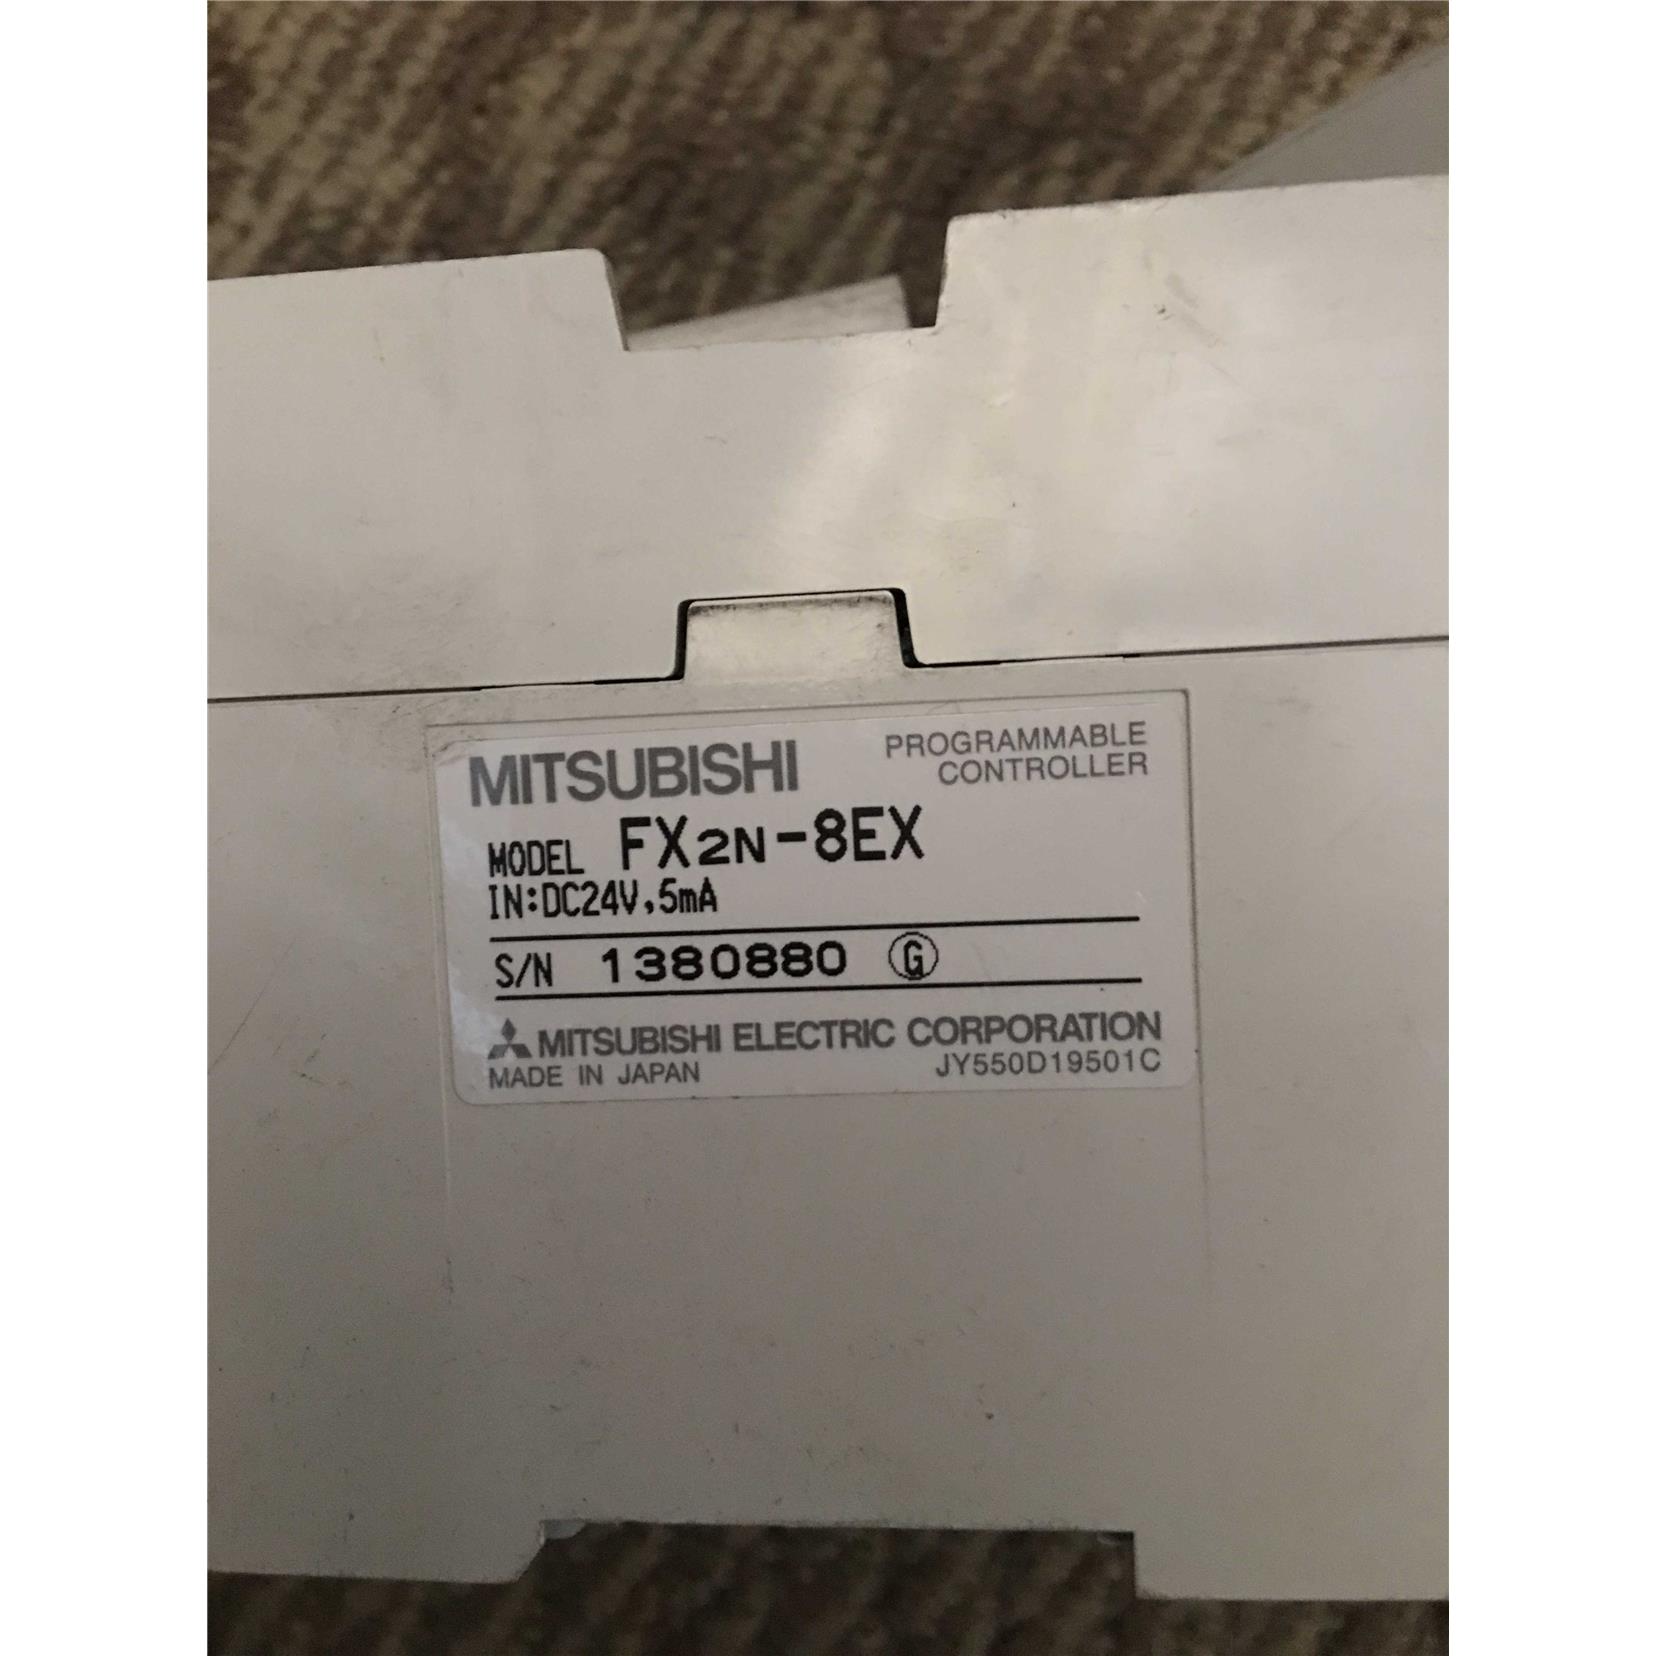 MITSUBISHI
PROGRAMMABLE
CONTROLLER
MODEL FX2N-8EX
IN:DC24V,5mA
S/N 1380880 Ⓖ
MITSUBISHI ELECTRIC CORPORATION
MADE IN JAPAN JY550D19501C